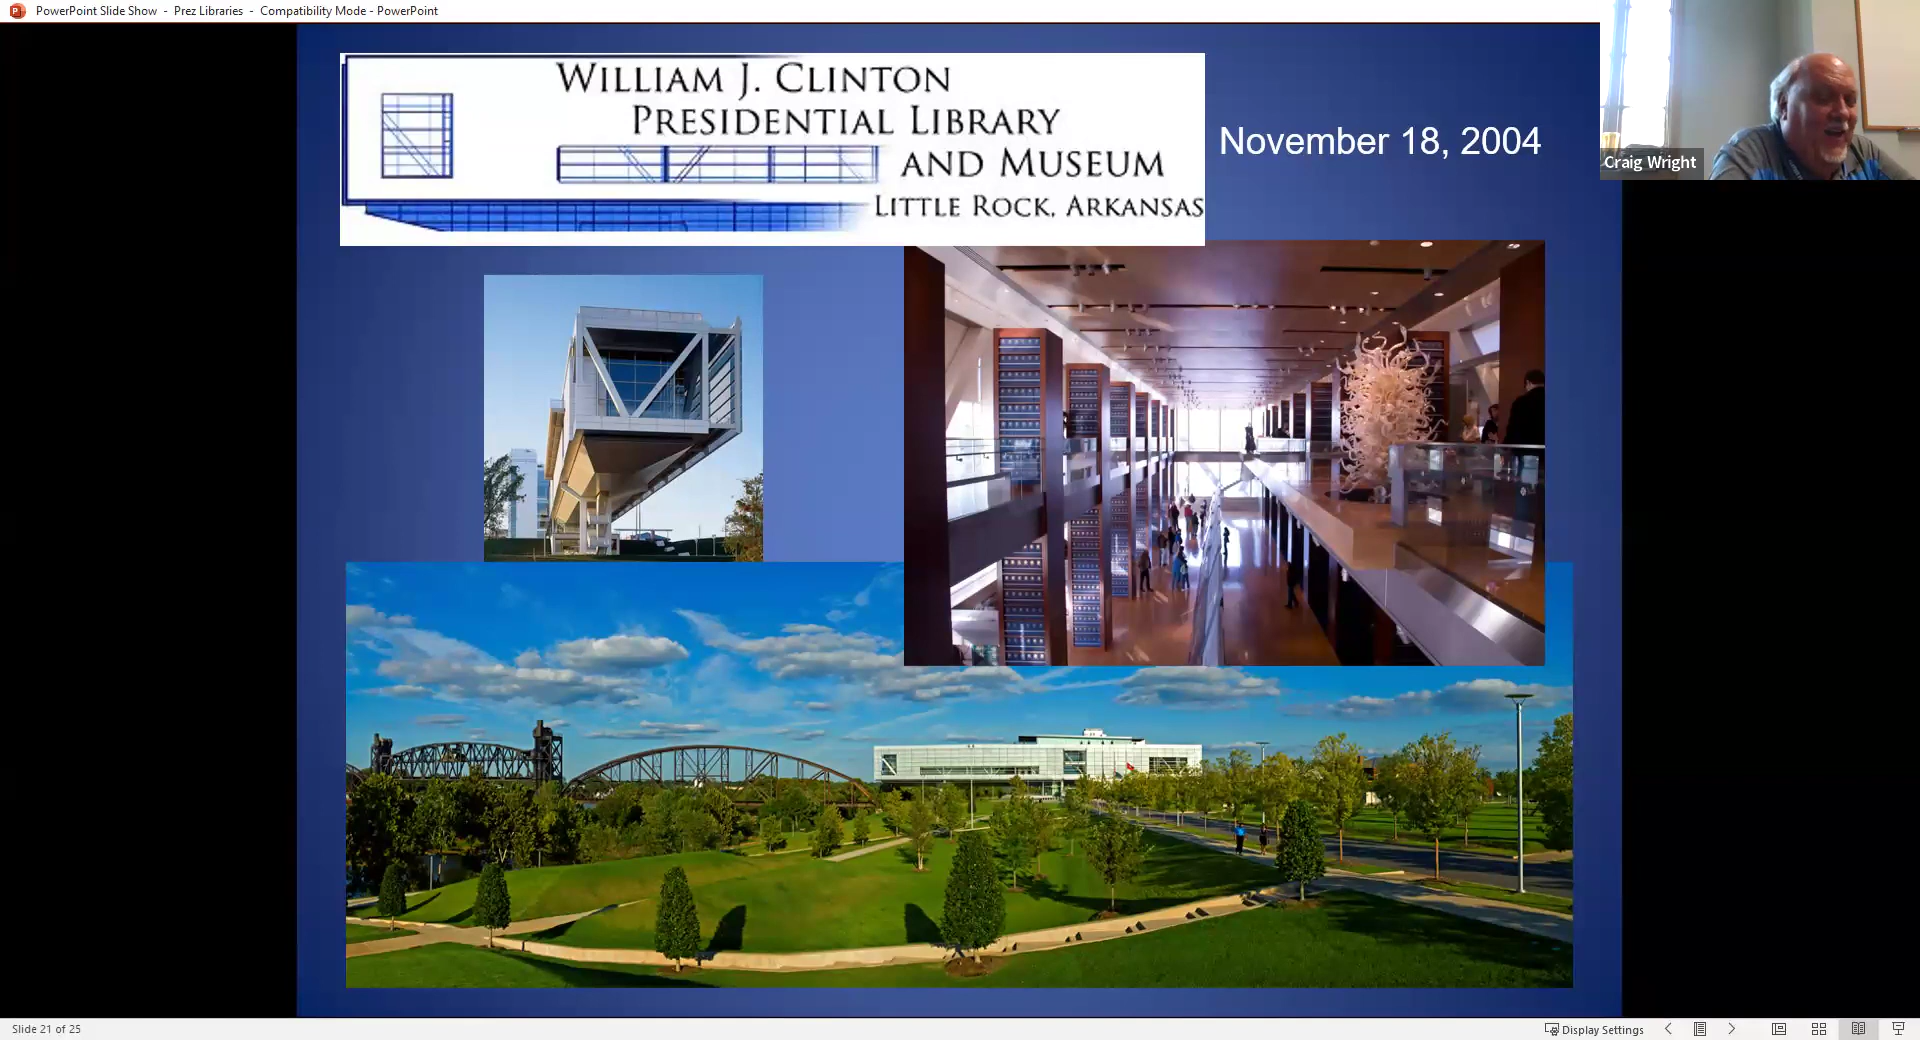 PowerPoint Slide Show - Prez Libraries - Compatibility Mode - PowerPoint
WILLIAM J. CLINTON
PRESIDENTIAL LIBRARY
AND MUSEUM
LITTLE ROCK, ARKANSAS
November 18, 2004
Craig Wright
Slide 21 of 25
Display Settings